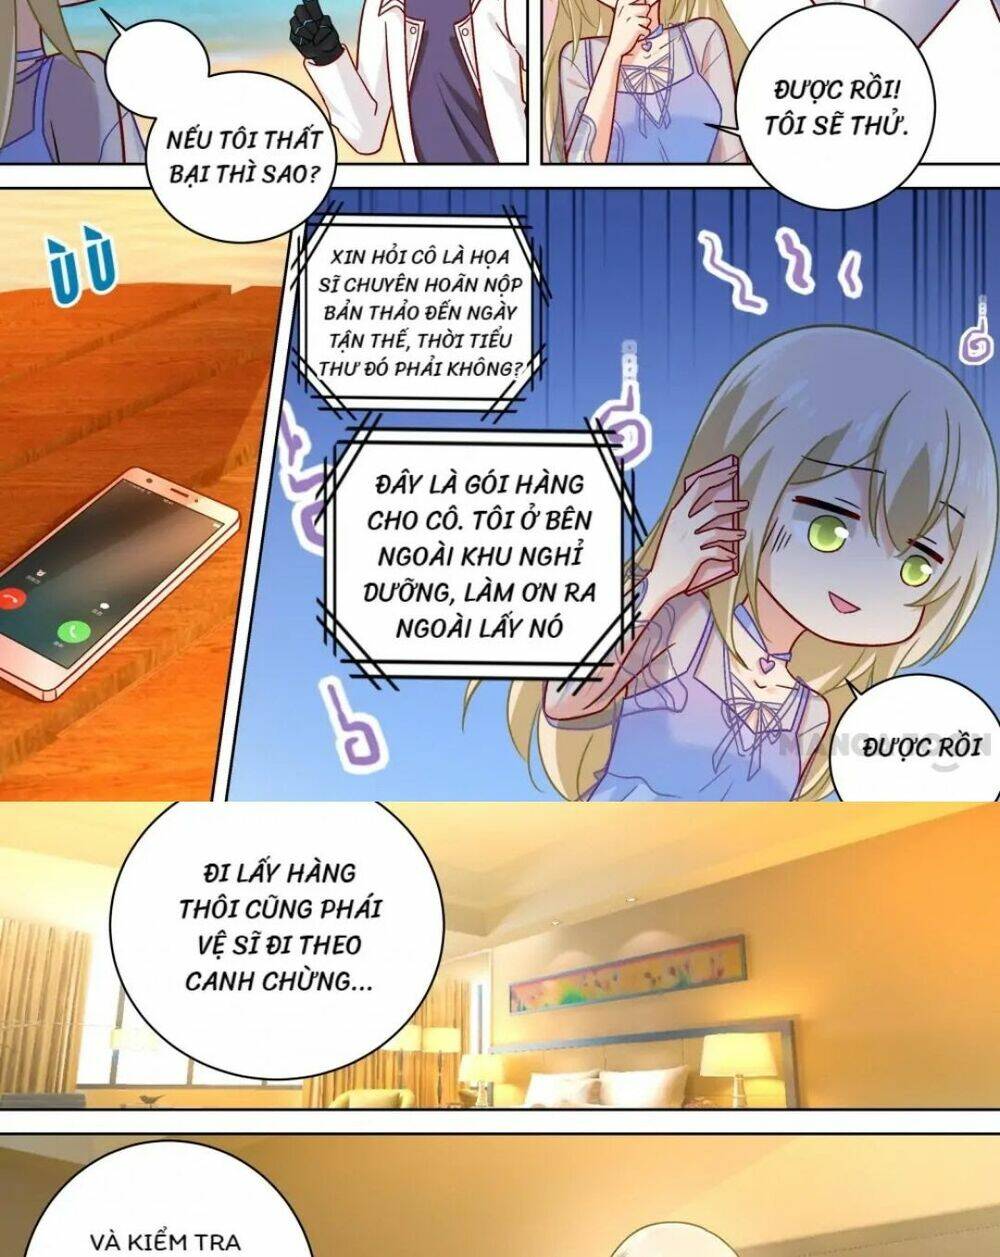 NẾU TÔI THẤT
BẠI THÌ SAO?
ĐƯỢC RỒI!
TÔI SẼ THỬ.
ÙÙ
XIN HỎI CÔ LÀ HỌA
SĨ CHUYÊN HOÃN NỘP
BẢN THẢO ĐẾN NGÀY
TẬN THẾ, THỜI TIỂU
THƯ ĐÓ PHẢI KHÔNG?
ĐÂY LÀ GÓI HÀNG
CHO CÔ. TÔI Ở BÊN
NGOÀI KHU NGHỈ
DƯỠNG, LÀM ƠN RA
NGOÀI LẤY NÓ
ĐƯỢC RỒI
ĐI LẤY HÀNG
THÔI CŨNG PHÁI
VỆ SĨ ĐI THEO
CANH CHỪNG...
VÀ KIỂM TRA